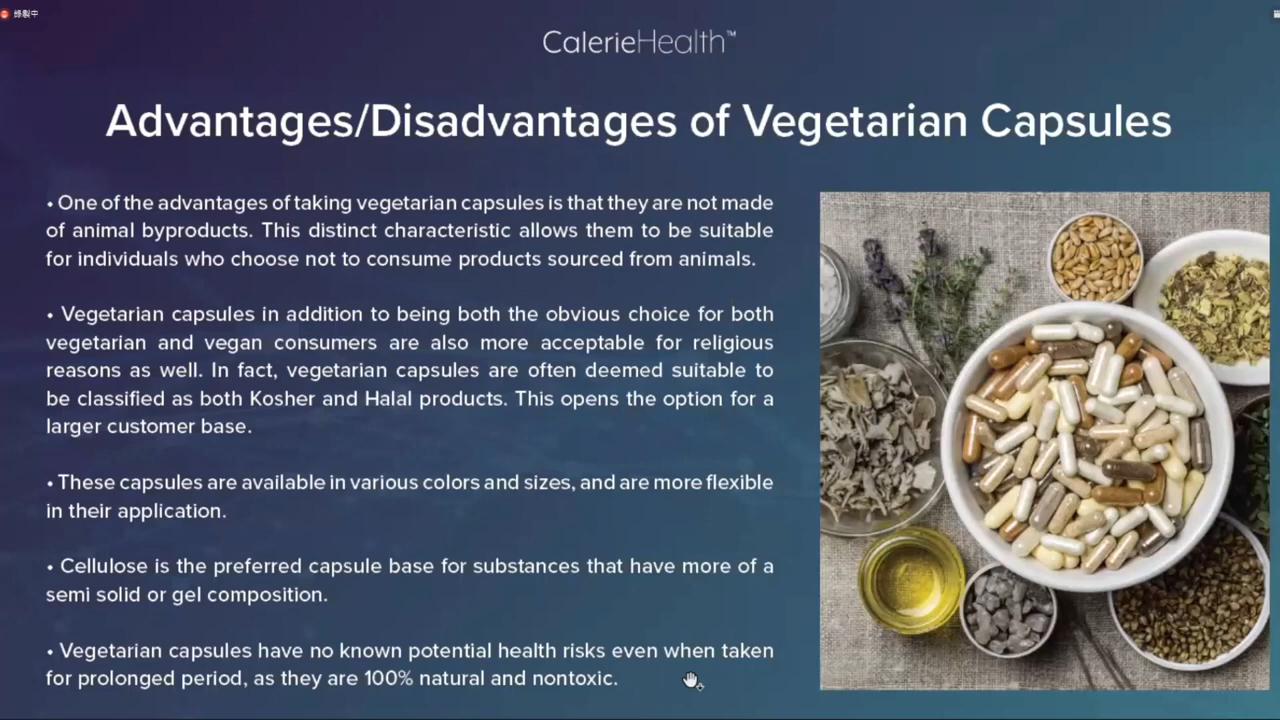 錄製中
CalerieHealth™
Advantages/Disadvantages of Vegetarian Capsules
• One of the advantages of taking vegetarian capsules is that they are not made
of animal byproducts. This distinct characteristic allows them to be suitable
for individuals who choose not to consume products sourced from animals.
• Vegetarian capsules in addition to being both the obvious choice for both
vegetarian and vegan consumers are also more acceptable for religious
reasons as well. In fact, vegetarian capsules are often deemed suitable to
be classified as both Kosher and Halal products. This opens the option for a
larger customer base.
• These capsules are available in various colors and sizes, and are more flexible
in their application.
• Cellulose is the preferred capsule base for substances that have more of a
semi solid or gel composition.
• Vegetarian capsules have no known potential health risks even when taken
for prolonged period, as they are 100% natural and nontoxic.